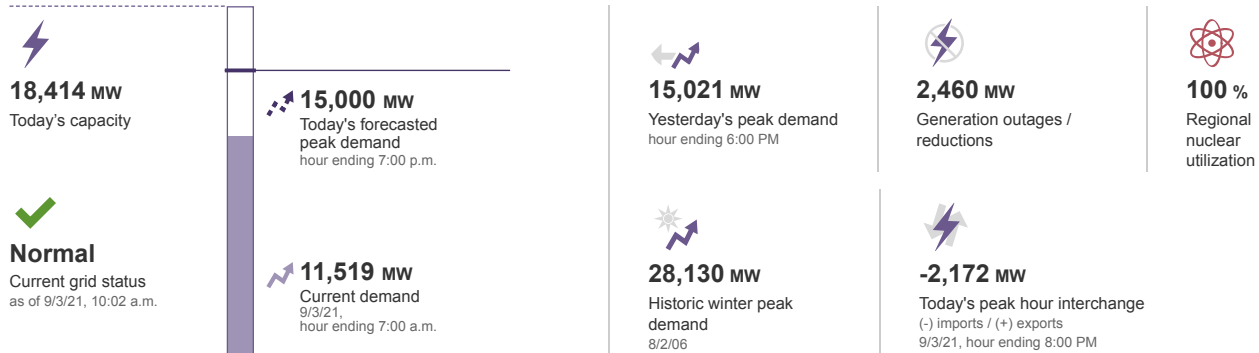 18,414 MW
Today's capacity
15,000 MW
Today's forecasted
peak demand
hour ending 7:00 p.m.
Normal
Current grid status
as of 9/3/21, 10:02 a.m.
11,519 MW
Current demand
9/3/21,
hour ending 7:00 a.m.
15,021 MW
Yesterday's peak demand
hour ending 6:00 PM
2,460 MW
Generation outages /
reductions
100 %
Regional
nuclear
utilization
28,130 MW
Historic winter peak
demand
8/2/06
-2,172 MW
Today's peak hour interchange
(-) imports / (+) exports
9/3/21, hour ending 8:00 PM